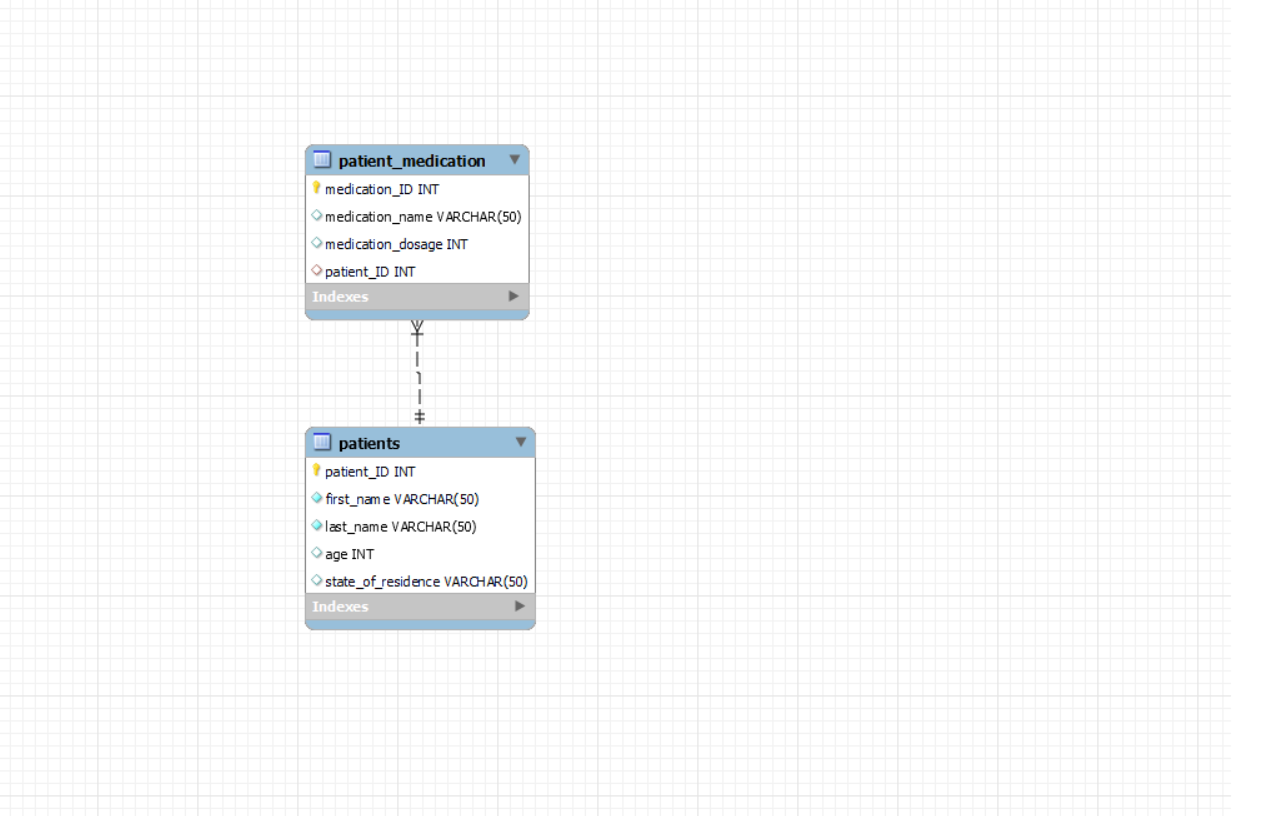 patient_medication
medication_ID INT
medication_name VARCHAR(50)
medication_dosage INT
patient_ID INT
Indexes
patients
patient_ID INT
first_name VARCHAR(50)
last_name VARCHAR(50)
age INT
state_of_residence VARCHAR(50)
Indexes